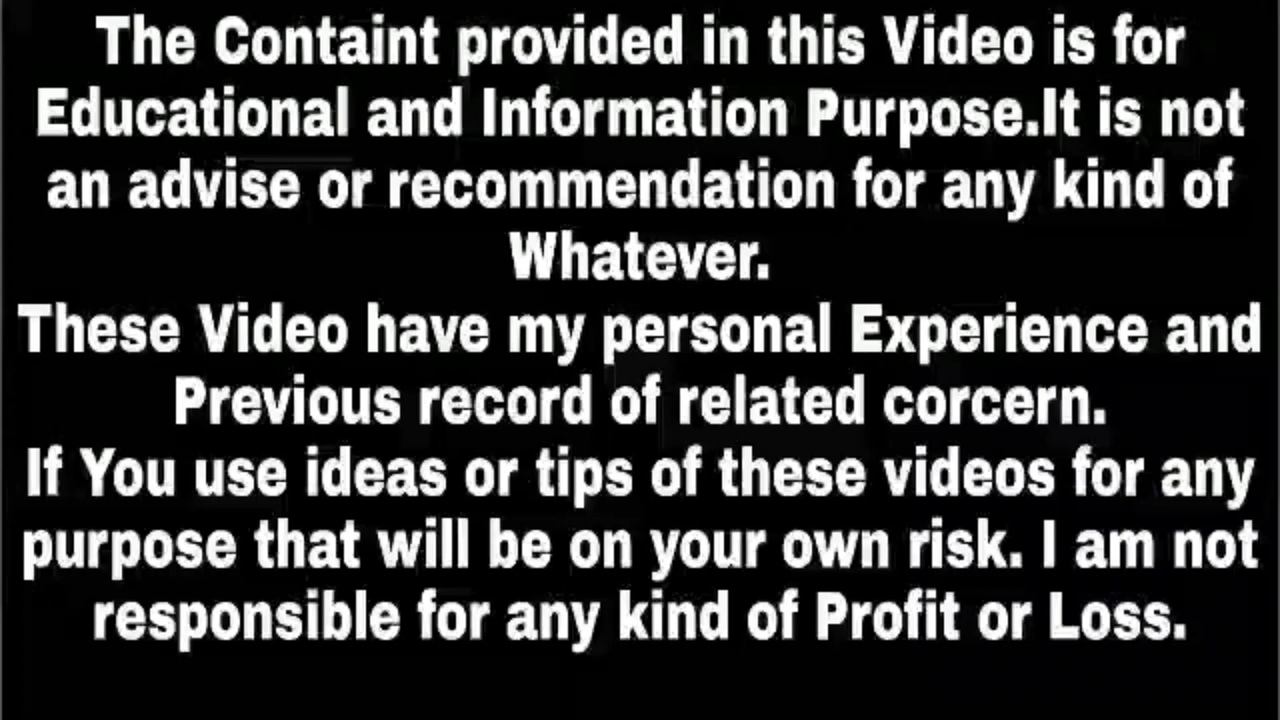 The Containt provided in this Video is for
Educational and Information Purpose.It is not
an advise or recommendation for any kind of
Whatever.
These Video have my personal Experience and
Previous record of related corcern.
If You use ideas or tips of these videos for any
purpose that will be on your own risk. I am not
responsible for any kind of Profit or Loss.